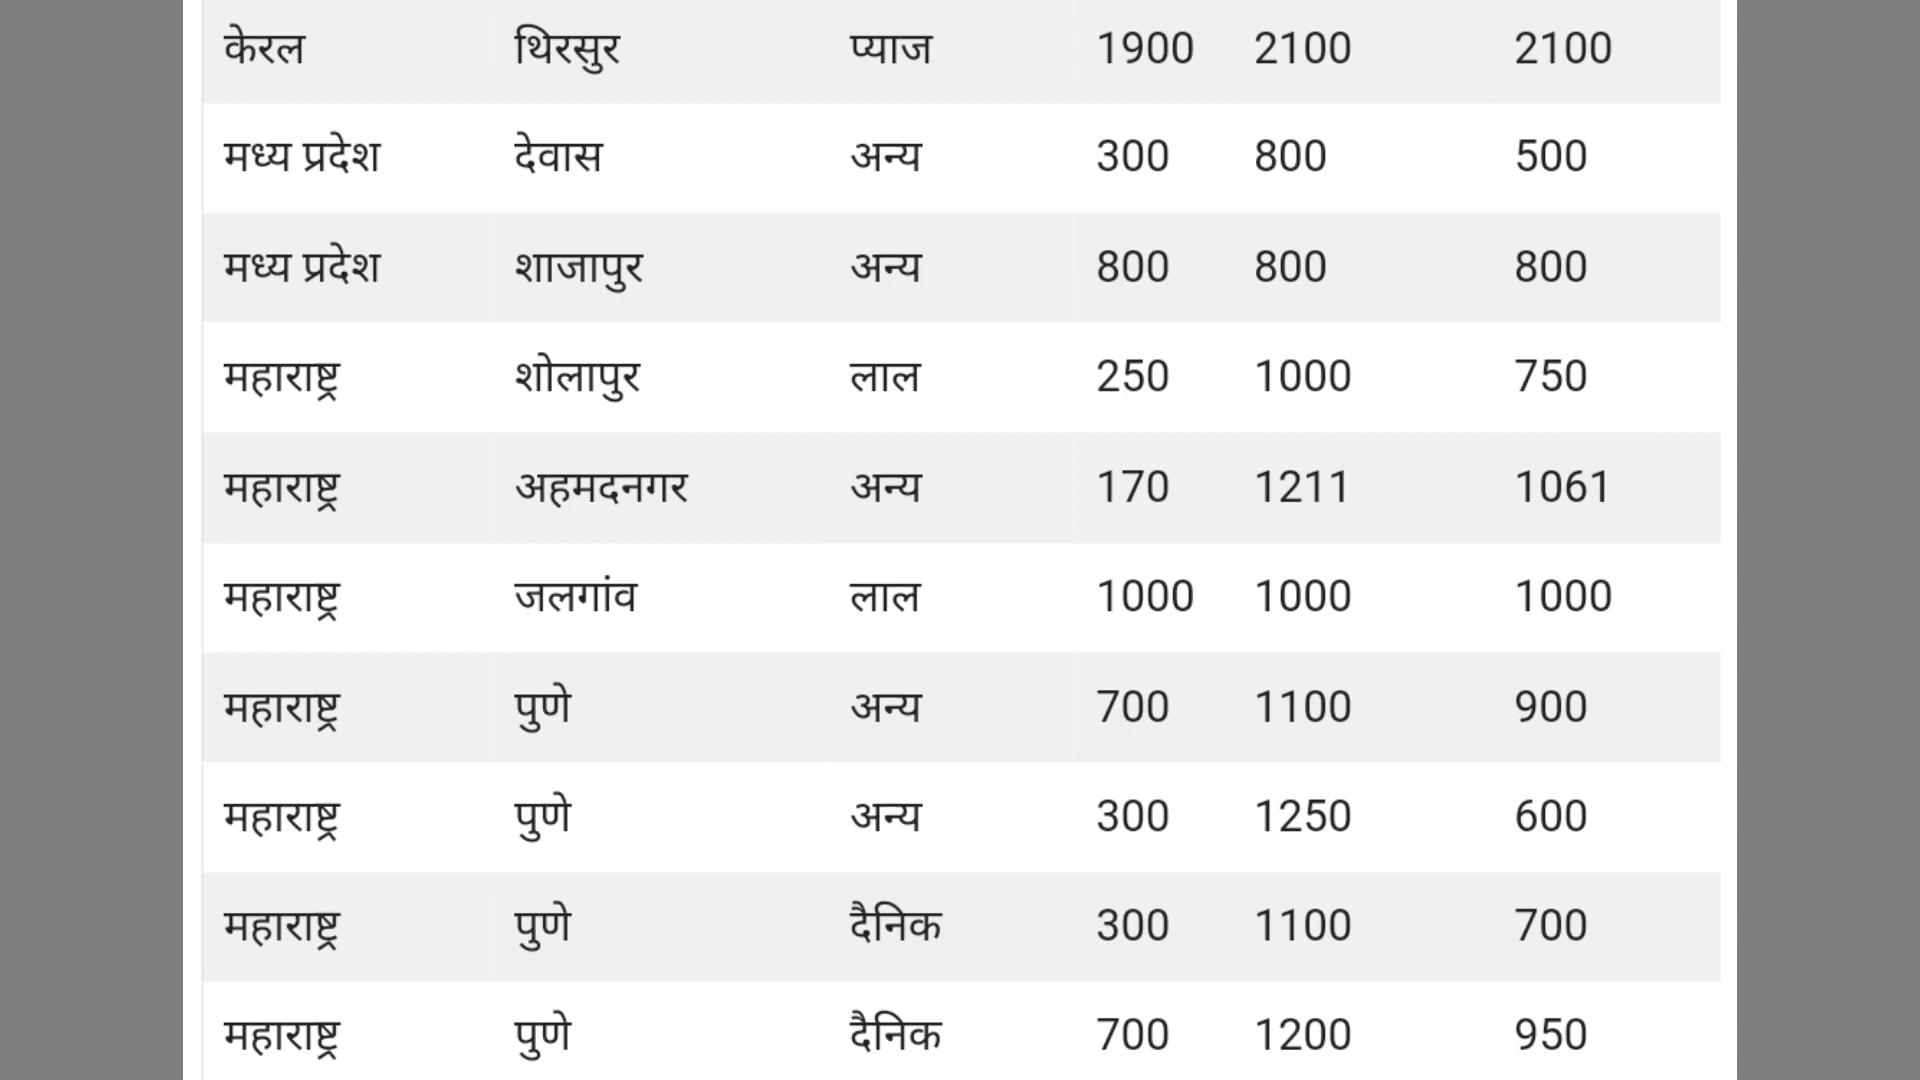 केरल थिरसुर प्याज 1900 2100 2100
मध्य प्रदेश देवास अन्य 300 800 500
मध्य प्रदेश शाजापुर अन्य 800 800 800
महाराष्ट्र शोलापुर लाल 250 1000 750
महाराष्ट्र अहमदनगर अन्य 170 1211 1061
महाराष्ट्र जलगांव लाल 1000 1000 1000
महाराष्ट्र पुणे अन्य 700 1100 900
महाराष्ट्र पुणे अन्य 300 1250 600
महाराष्ट्र पुणे दैनिक 300 1100 700
महाराष्ट्र पुणे दैनिक 700 1200 950